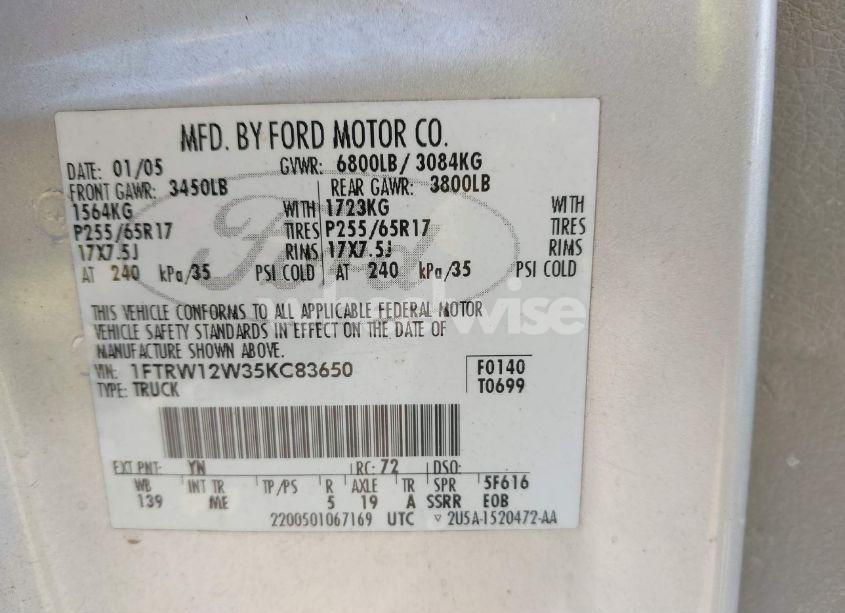 MFD. BY FORD MOTOR CO.
DATE: 01/05 GVWR: 6800LB/ 3084KG
FRONT GAWR: 3450LB REAR GAWR: 3800LB
1564KG WITH 1723KG WITH
P255/65R17 TIRES P255/65R17 TIRES
17X7.5J RIMS 17X7.5J RIMS
AT 240 kPa/35 PSI COLD AT 240 kPa/35 PSI COLD
Ford
THIS VEHICLE CONFORMS TO ALL APPLICABLE FEDERAL MOTOR
VEHICLE SAFETY STANDARDS IN EFFECT ON THE DATE OF
MANUFACTURE SHOWN ABOVE.
VIN: 1FTRW12W35KC83650 F0140
TYPE: TRUCK T0699
EXT PNT: YN RC: 72 DSO:
WB INT TR TP/PS R AXLE TR SPR 5F616
139 ME 5 19 A SSRR EOB
2200501067169 UTC ▽ 2U5A-1520472-AA